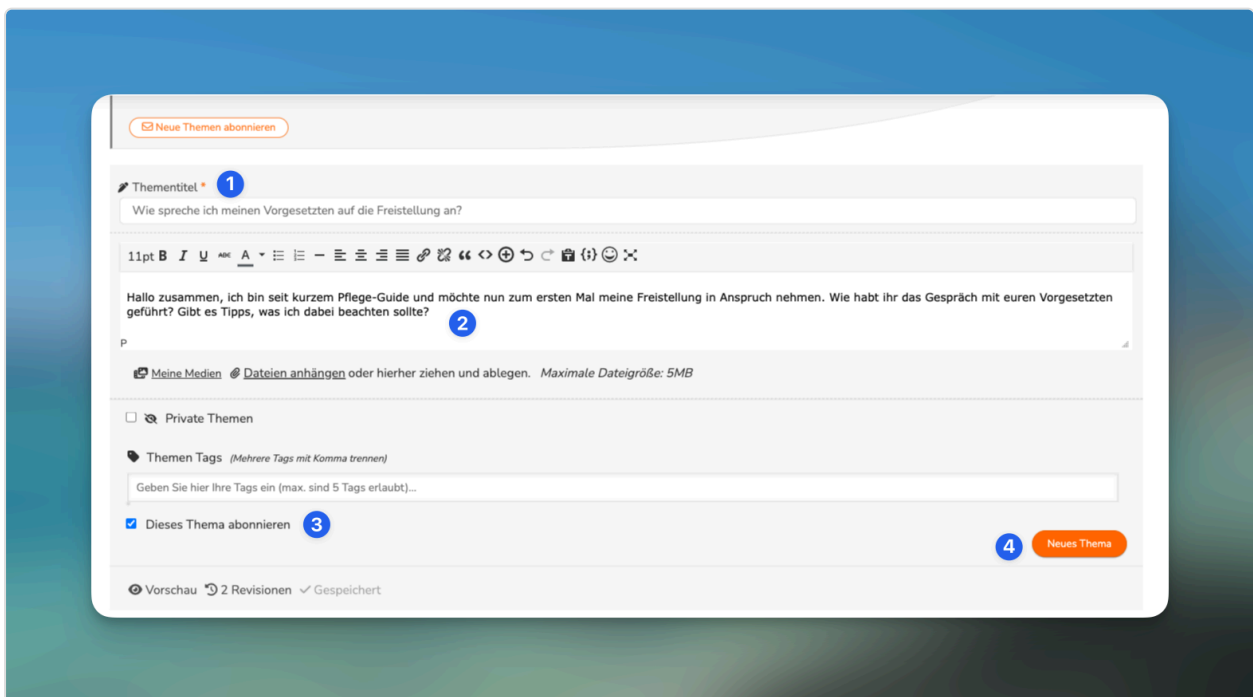 Neue Themen abonnieren
Thementitel * 1
Wie spreche ich meinen Vorgesetzten auf die Freistellung an?
11pt B I U ABC A
Hallo zusammen, ich bin seit kurzem Pflege-Guide und möchte nun zum ersten Mal meine Freistellung in Anspruch nehmen. Wie habt ihr das Gespräch mit euren Vorgesetzten
geführt? Gibt es Tipps, was ich dabei beachten sollte?
2
P
Meine Medien Dateien anhängen oder hierher ziehen und ablegen. Maximale Dateigröße: 5MB
Private Themen
Themen Tags (Mehrere Tags mit Komma trennen)
Geben Sie hier Ihre Tags ein (max. sind 5 Tags erlaubt)...
Dieses Thema abonnieren 3
4 Neues Thema
Vorschau 2 Revisionen Gespeichert